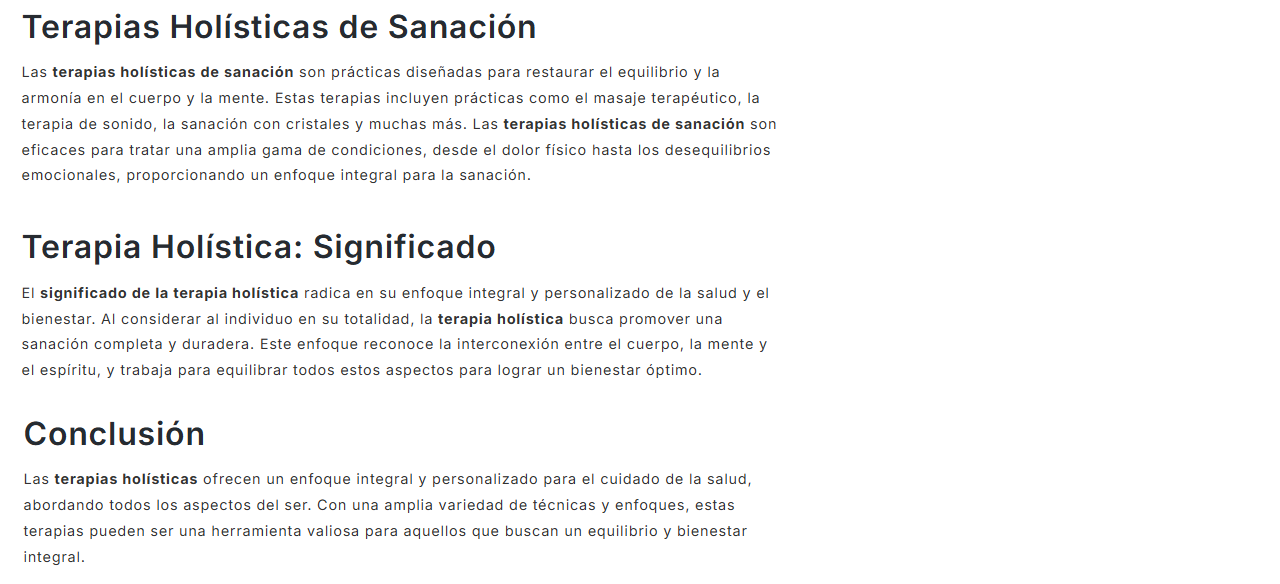 Terapias Holísticas de Sanación
Las terapias holísticas de sanación son prácticas diseñadas para restaurar el equilibrio y la
armonía en el cuerpo y la mente. Estas terapias incluyen prácticas como el masaje terapéutico, la
terapia de sonido, la sanación con cristales y muchas más. Las terapias holísticas de sanación son
eficaces para tratar una amplia gama de condiciones, desde el dolor físico hasta los desequilibrios
emocionales, proporcionando un enfoque integral para la sanación.
Terapia Holística: Significado
El significado de la terapia holística radica en su enfoque integral y personalizado de la salud y el
bienestar. Al considerar al individuo en su totalidad, la terapia holística busca promover una
sanación completa y duradera. Este enfoque reconoce la interconexión entre el cuerpo, la mente y
el espíritu, y trabaja para equilibrar todos estos aspectos para lograr un bienestar óptimo.
Conclusión
Las terapias holísticas ofrecen un enfoque integral y personalizado para el cuidado de la salud,
abordando todos los aspectos del ser. Con una amplia variedad de técnicas y enfoques, estas
terapias pueden ser una herramienta valiosa para aquellos que buscan un equilibrio y bienestar
integral.